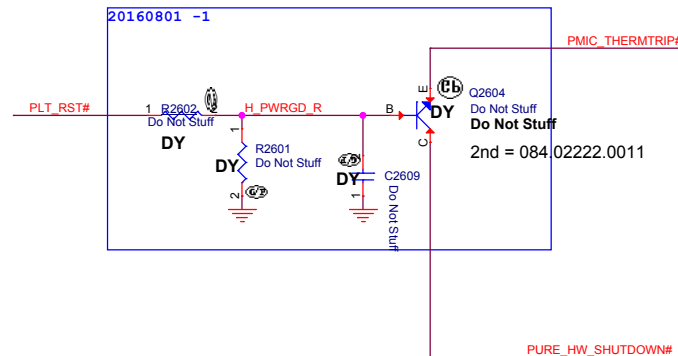 20160801 -1
PMIC_THERMTRIP#
E
Q2604
PLT_RST#
1
R2602
H_PWRGD_R
B
Do Not Stuff
DY
Do Not Stuff
DY
Do Not Stuff
2nd = 084.02222.0011
C
1
R2601
DY
Do Not Stuff
2
DY
C2609
1
Do Not Stuff
PURE_HW_SHUTDOWN#